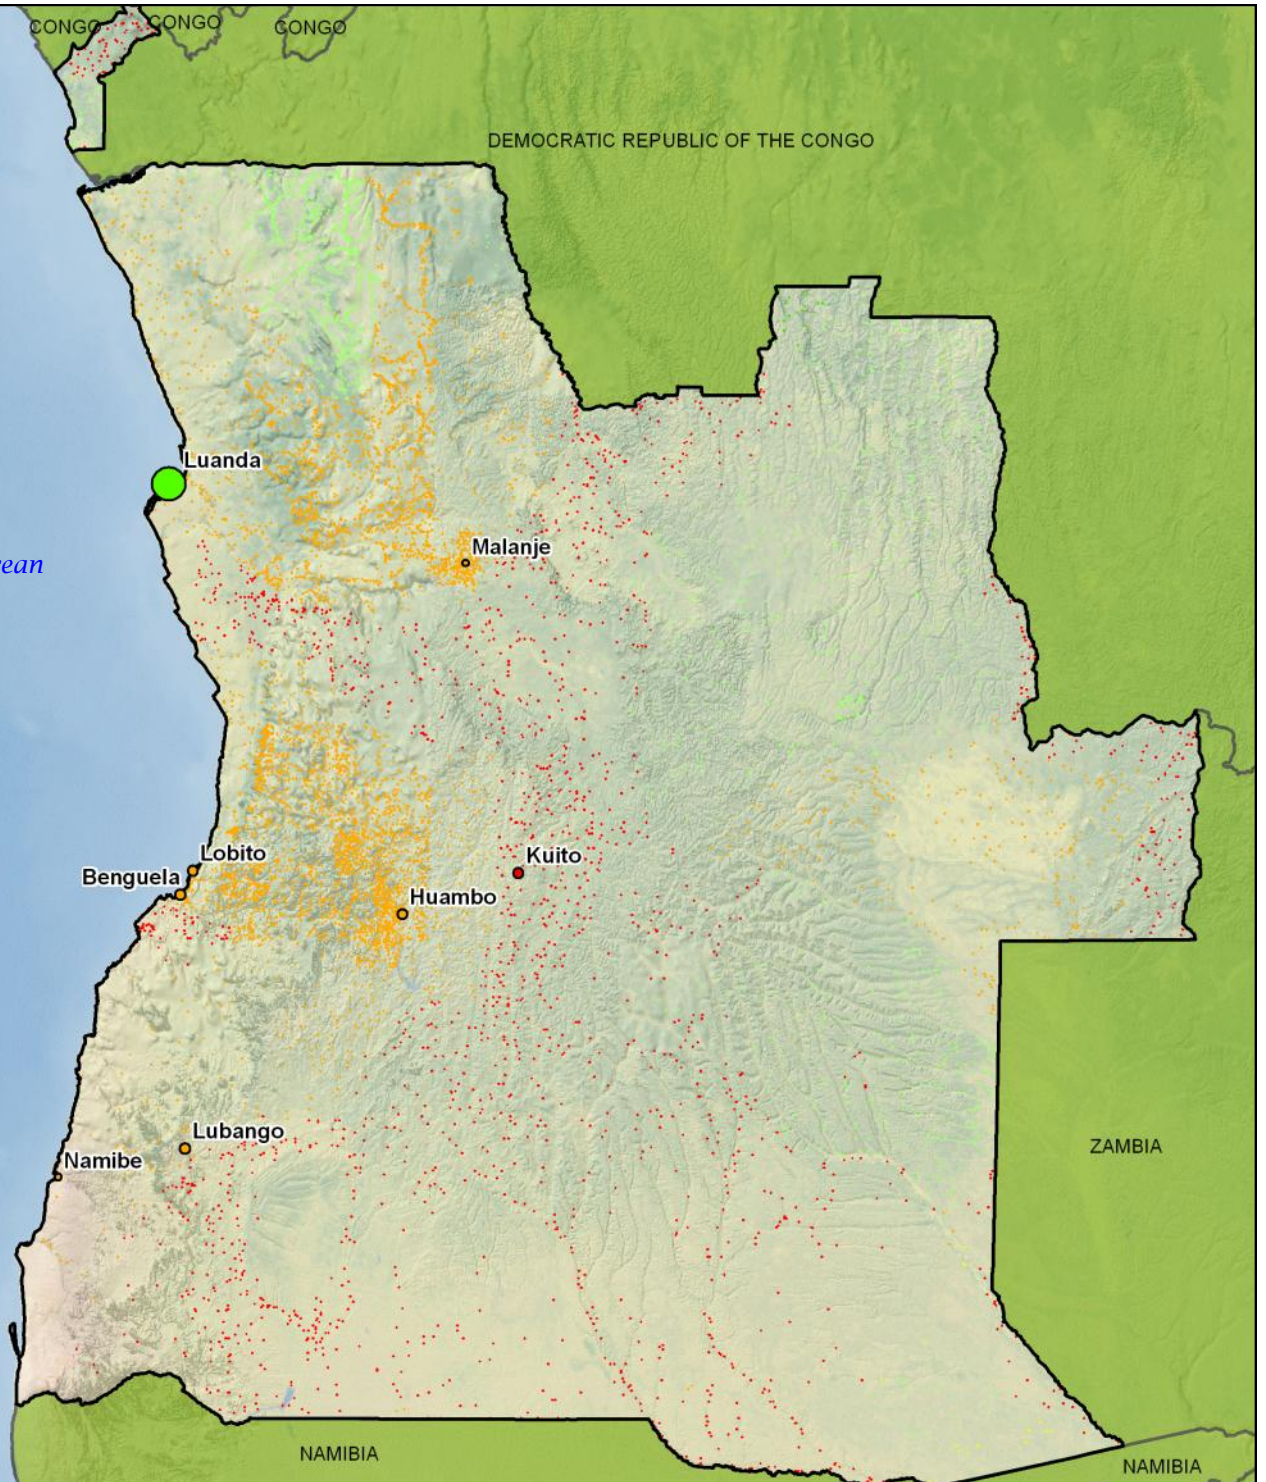 CONGO
CONGO
CONGO
DEMOCRATIC REPUBLIC OF THE CONGO
Luanda
Malanje
Lobito
Benguela
Kuito
Huambo
Lubango
Namibe
ZAMBIA
NAMIBIA
NAMIBIA